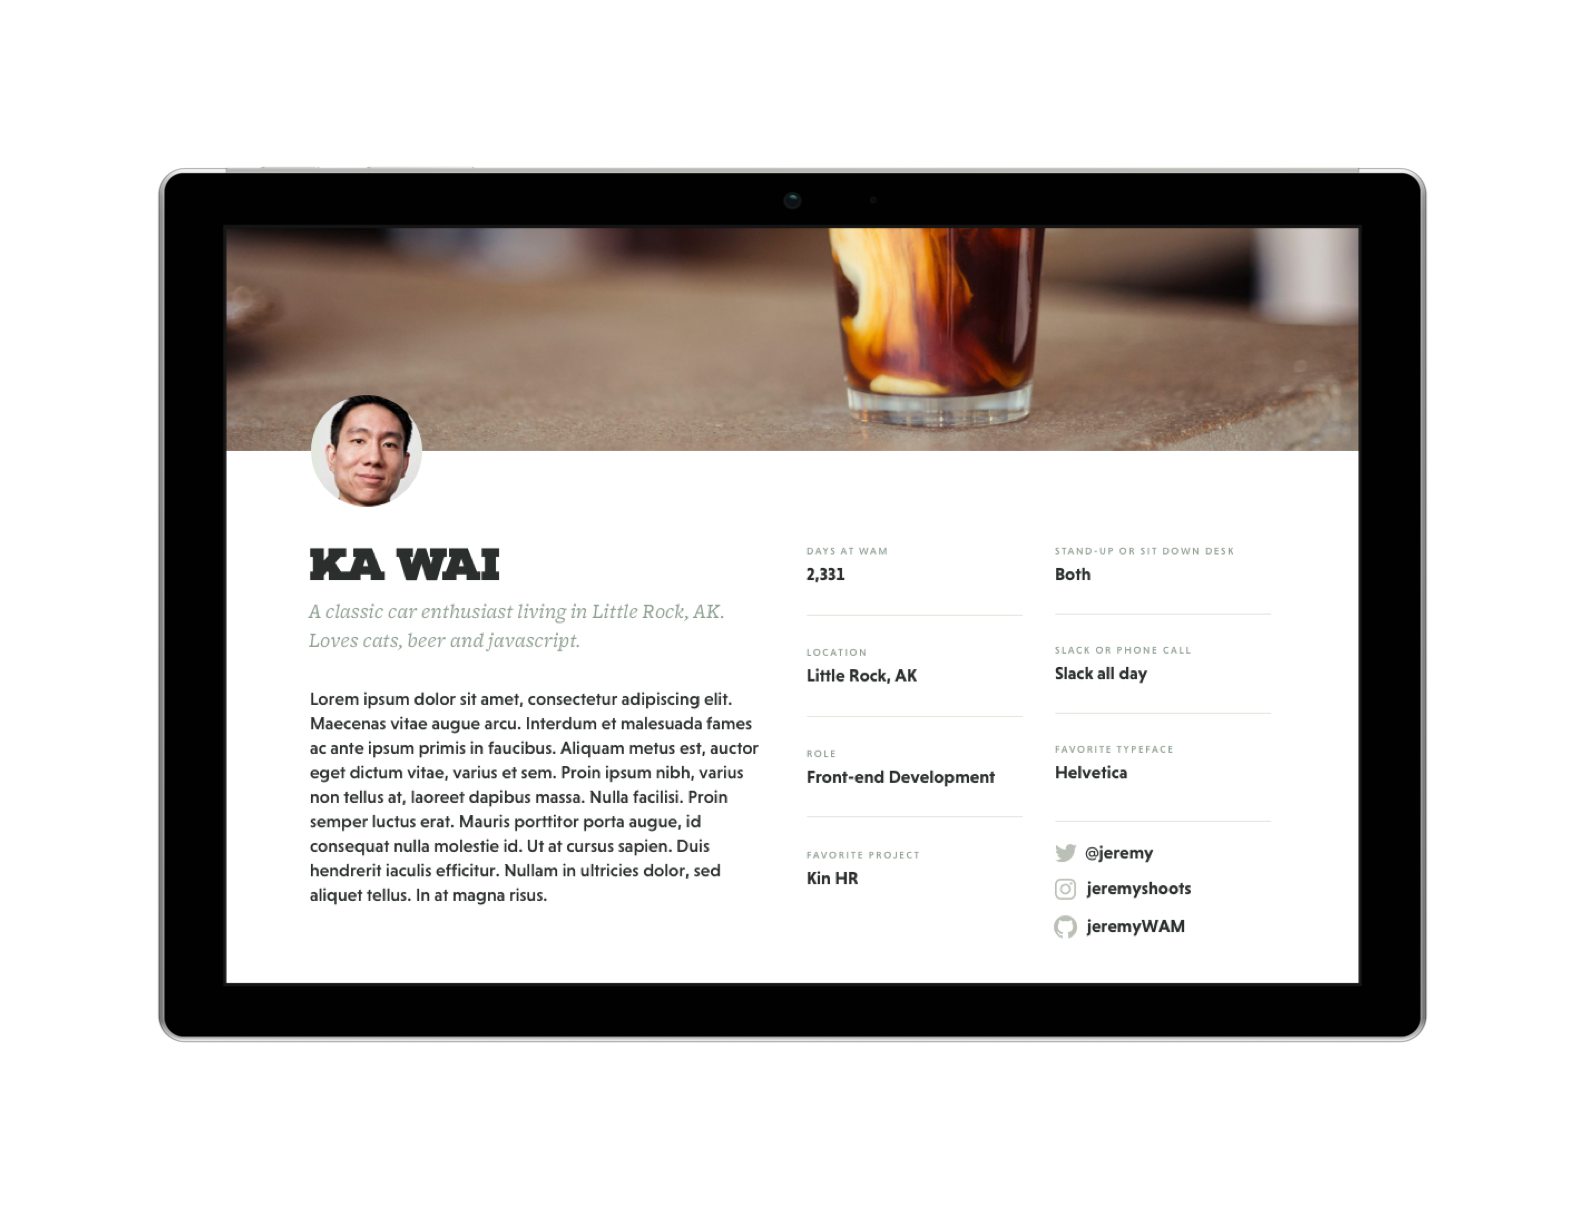 KA WAI
A classic car enthusiast living in Little Rock, AK.
Loves cats, beer and javascript.
Lorem ipsum dolor sit amet, consectetur adipiscing elit.
Maecenas vitae augue arcu. Interdum et malesuada fames
ac ante ipsum primis in faucibus. Aliquam metus est, auctor
eget dictum vitae, varius et sem. Proin ipsum nibh, varius
non tellus at, laoreet dapibus massa. Nulla facilisi. Proin
semper luctus erat. Mauris porttitor porta augue, id
consequat nulla molestie id. Ut at cursus sapien. Duis
hendrerit iaculis efficitur. Nullam in ultricies dolor, sed
aliquet tellus. In at magna risus.
DAYS AT WAM
2,331
LOCATION
Little Rock, AK
ROLE
Front-end Development
FAVORITE PROJECT
Kin HR
STAND-UP OR SIT DOWN DESK
Both
SLACK OR PHONE CALL
Slack all day
FAVORITE TYPEFACE
Helvetica
@jeremy
jeremyshoots
jeremyWAM